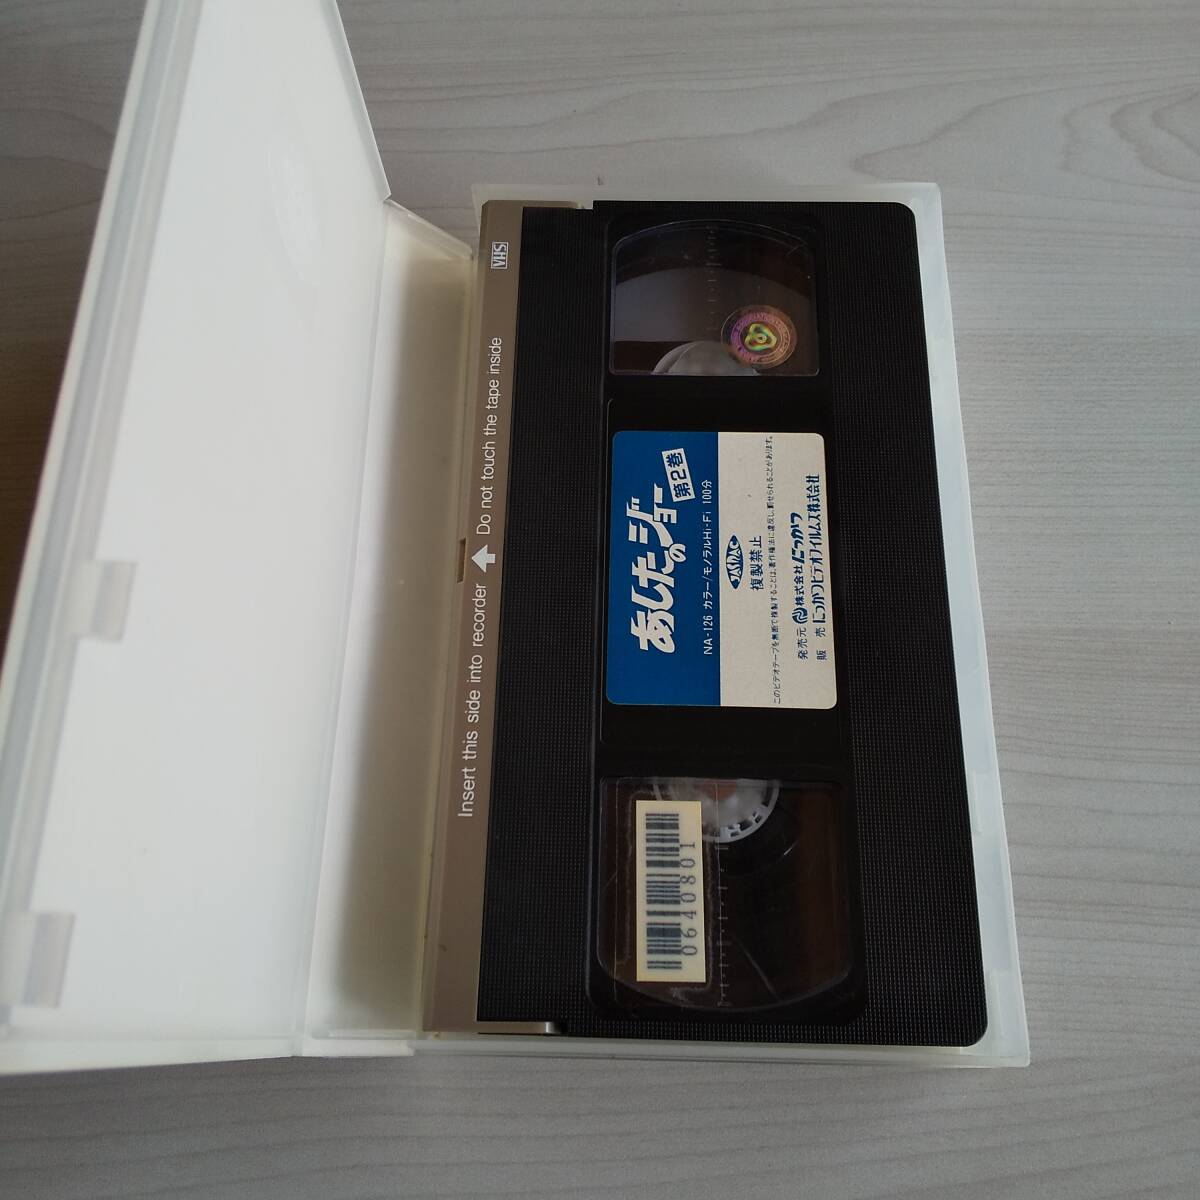 VHS
Insert this side into recorder ↑ Do not touch the tape inside
あしたのジョー 第2巻
NA-126 カラー/モノラルHi-Fi 100分
JASRAC
複製禁止
このビデオテープを無断で複製することは、著作権法に違反し、罰せられることがあります。
発売元 株式会社にっかつ
販売 にっかつビデオフイルムズ株式会社
0640801